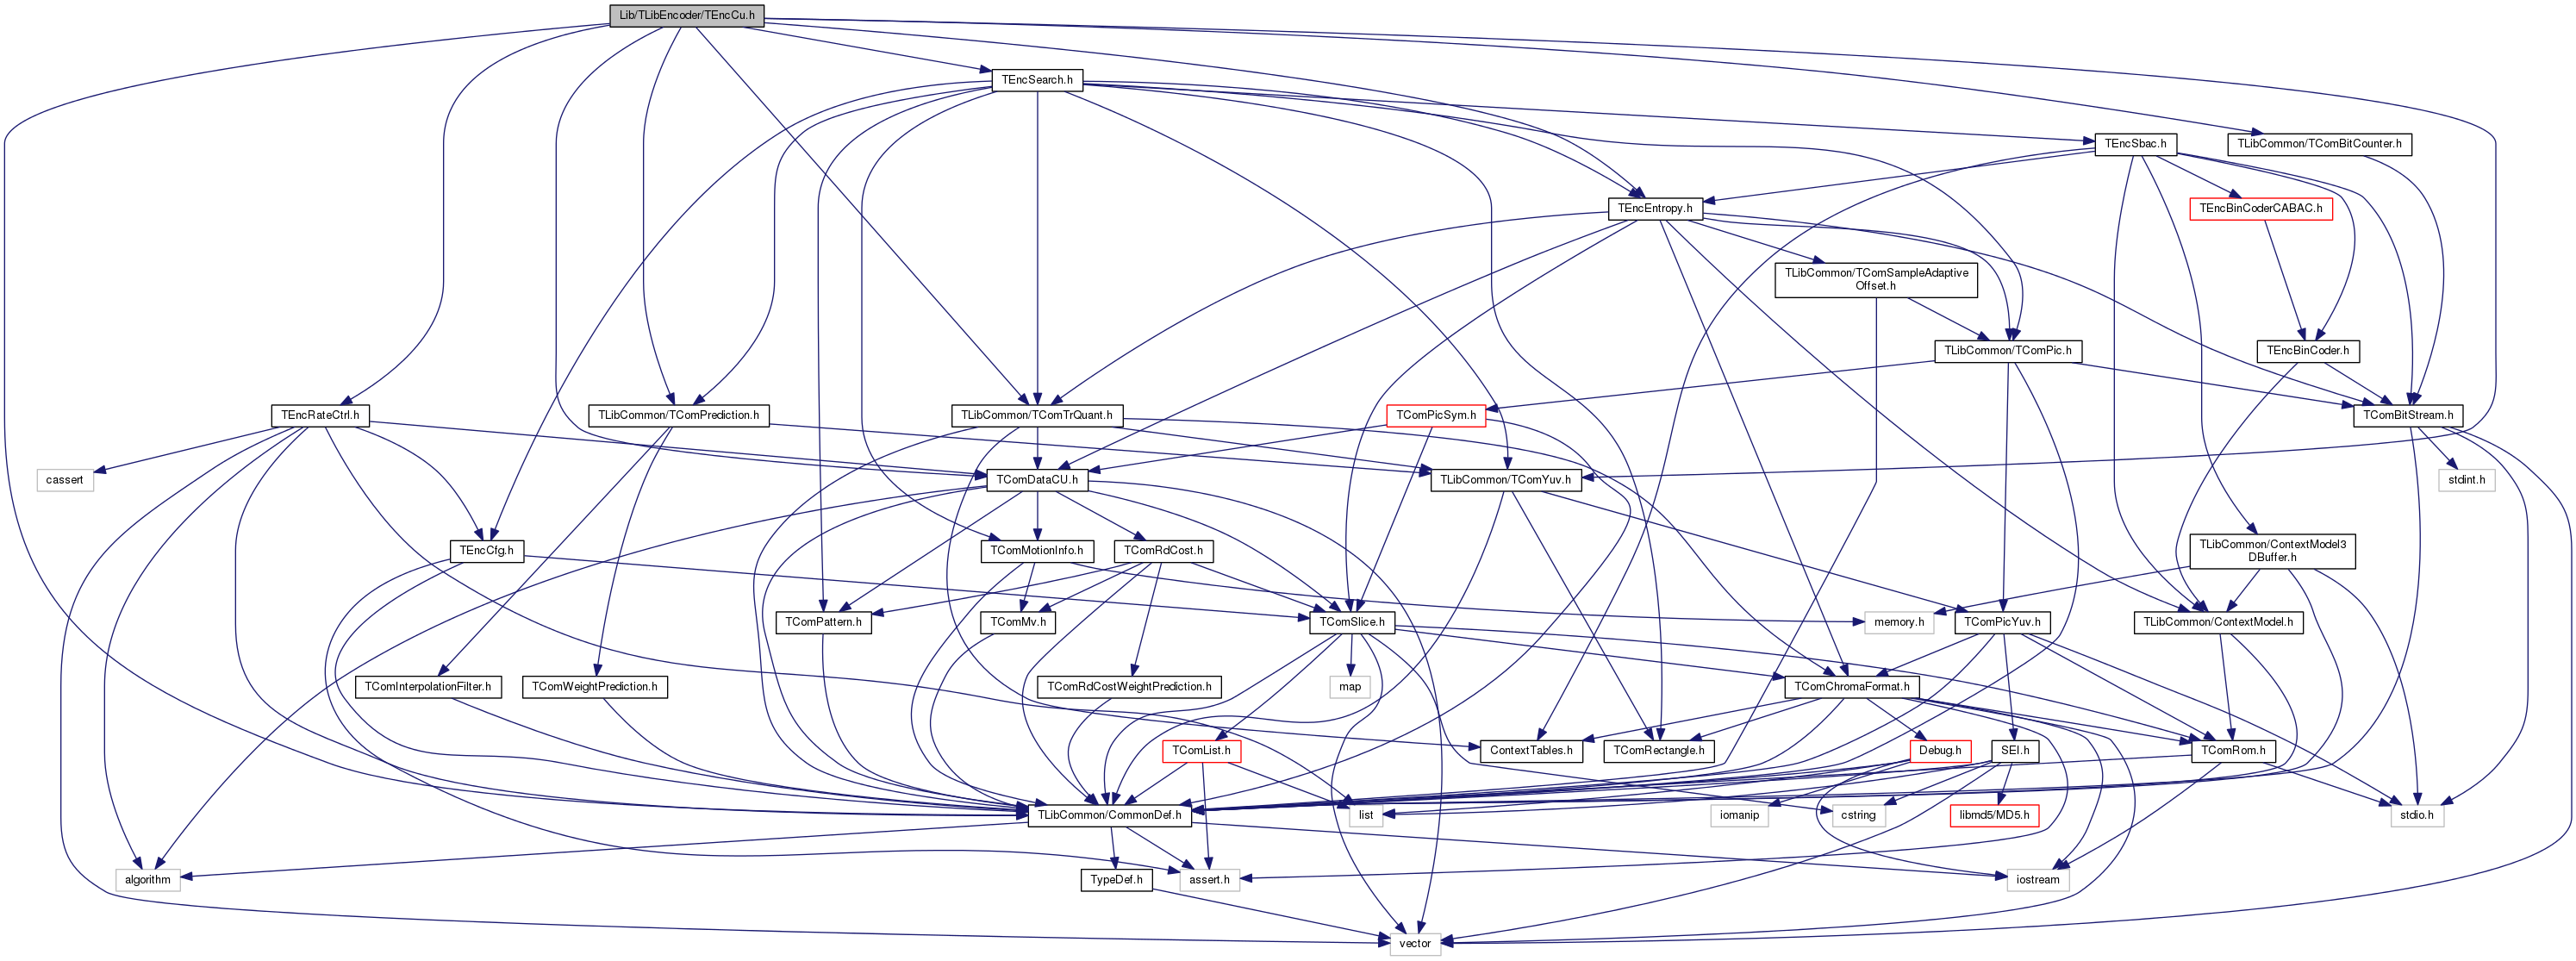 Lib/TLibEncoder/TEncCu.h
TEncSearch.h
TEncSbac.h
TLibCommon/TComBitCounter.h
TEncEntropy.h
TEncBinCoderCABAC.h
TLibCommon/TComSampleAdaptive
Offset.h
TLibCommon/TComPic.h
TEncBinCoder.h
TEncRateCtrl.h
TLibCommon/TComPrediction.h
TLibCommon/TComTrQuant.h
TComPicSym.h
TComBitStream.h
cassert
TComDataCU.h
TLibCommon/TComYuv.h
stdint.h
TEncCfg.h
TComMotionInfo.h
TComRdCost.h
TLibCommon/ContextModel3
DBuffer.h
TComPattern.h
TComMv.h
TComSlice.h
memory.h
TComPicYuv.h
TLibCommon/ContextModel.h
TComInterpolationFilter.h
TComWeightPrediction.h
TComRdCostWeightPrediction.h
map
TComChromaFormat.h
TComList.h
ContextTables.h
TComRectangle.h
Debug.h
SEI.h
TComRom.h
TLibCommon/CommonDef.h
list
iomanip
cstring
libmd5/MD5.h
stdio.h
algorithm
TypeDef.h
assert.h
iostream
vector